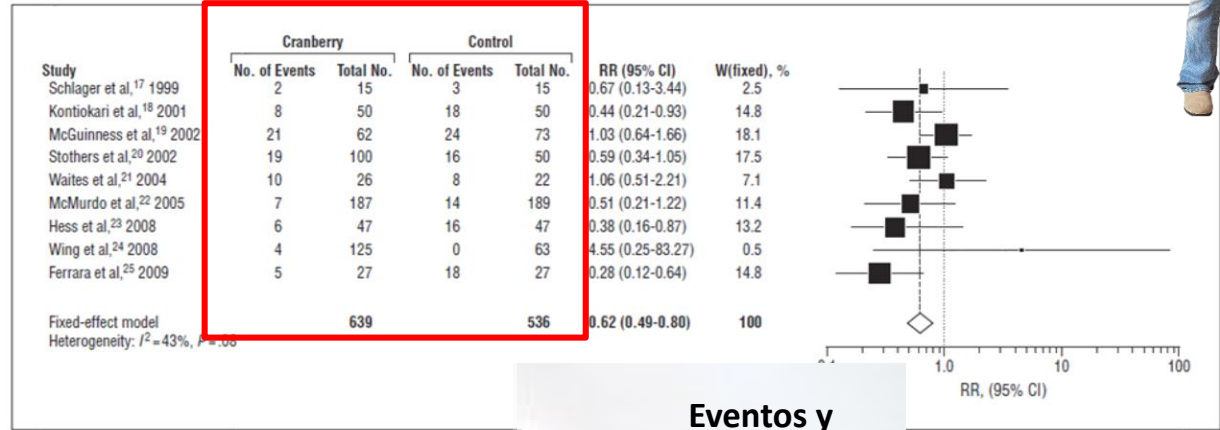 Cranberry Control
Study No. of Events Total No. No. of Events Total No. RR (95% CI) W(fixed), %
Schlager et al,17 1999 2 15 3 15 0.67 (0.13-3.44) 2.5
Kontiokari et al,18 2001 8 50 18 50 0.44 (0.21-0.93) 14.8
McGuinness et al,19 2002 21 62 24 73 1.03 (0.64-1.66) 18.1
Stothers et al,20 2002 19 100 16 50 0.59 (0.34-1.05) 17.5
Waites et al,21 2004 10 26 8 22 1.06 (0.51-2.21) 7.1
McMurdo et al,22 2005 7 187 14 189 0.51 (0.21-1.22) 11.4
Hess et al,23 2008 6 47 16 47 0.38 (0.16-0.87) 13.2
Wing et al,24 2008 4 125 0 63 4.55 (0.25-83.27) 0.5
Ferrara et al,25 2009 5 27 18 27 0.28 (0.12-0.64) 14.8
Fixed-effect model 639 536 0.62 (0.49-0.80) 100
Heterogeneity: I2=43%, P=.08
1.0 10 100
RR, (95% CI)
Eventos y